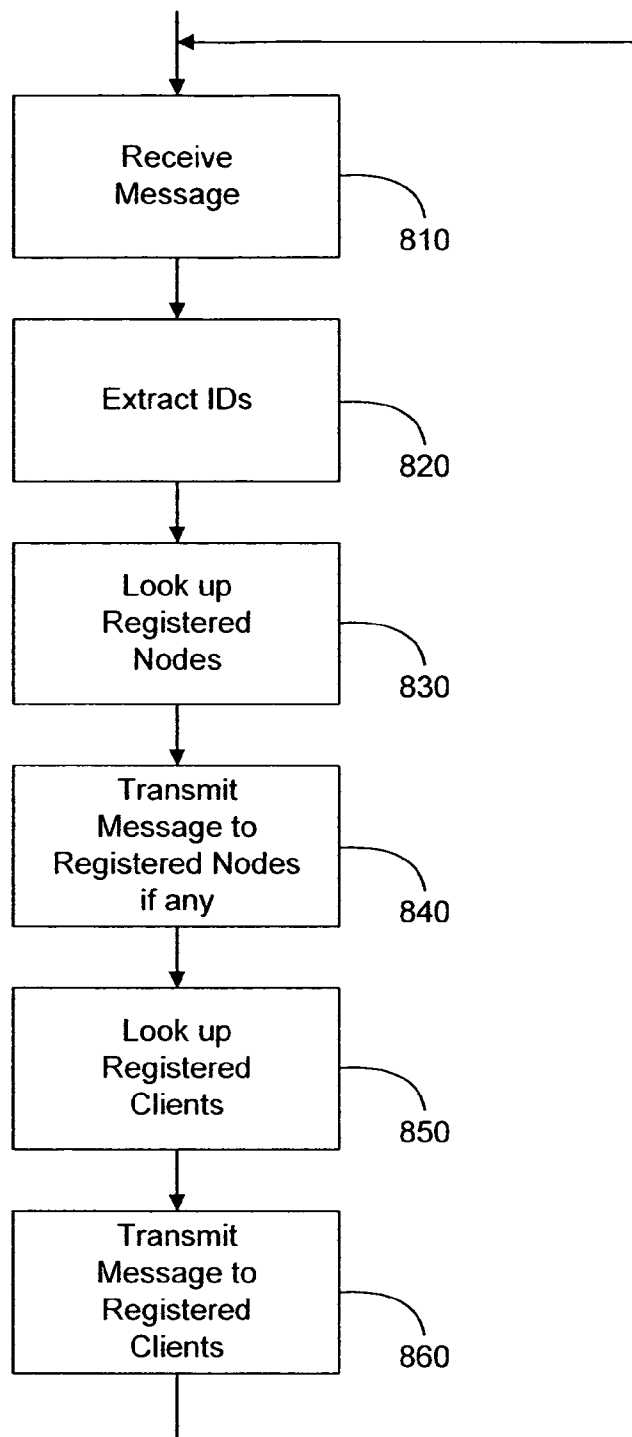 Receive
Message
810
Extract IDs
820
Look up
Registered
Nodes
830
Transmit
Message to
Registered Nodes
if any
840
Look up
Registered
Clients
850
Transmit
Message to
Registered
Clients
860